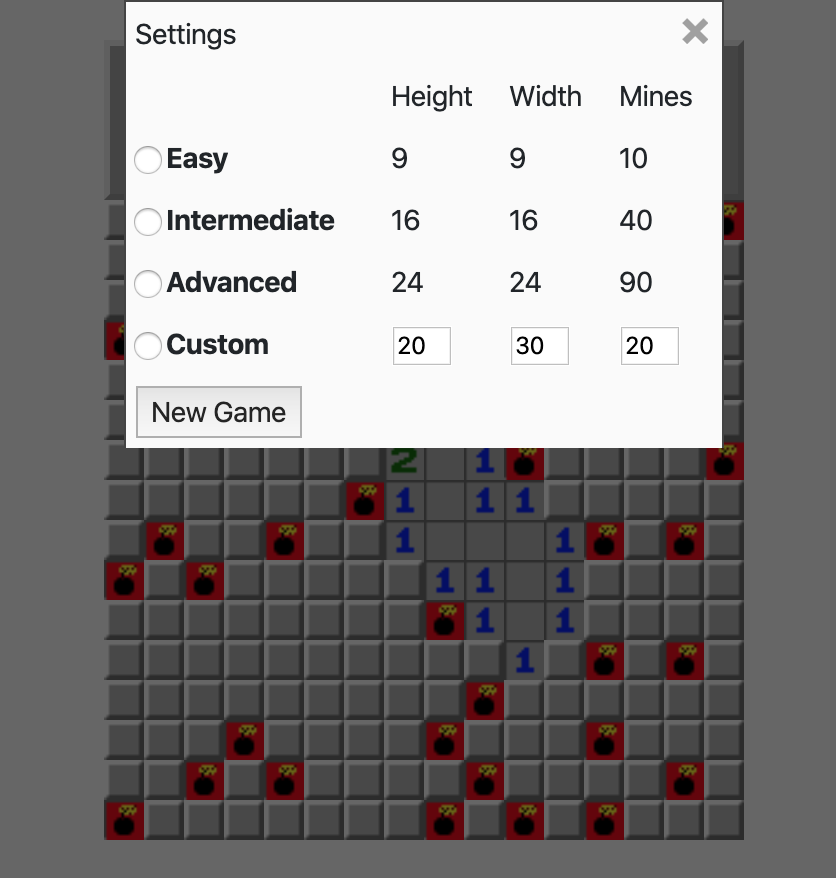 Settings
Height Width Mines
Easy 9 9 10
Intermediate 16 16 40
Advanced 24 24 90
Custom 20 30 20
New Game
2 1
1 1 1
1 1
1 1 1
1 1
1